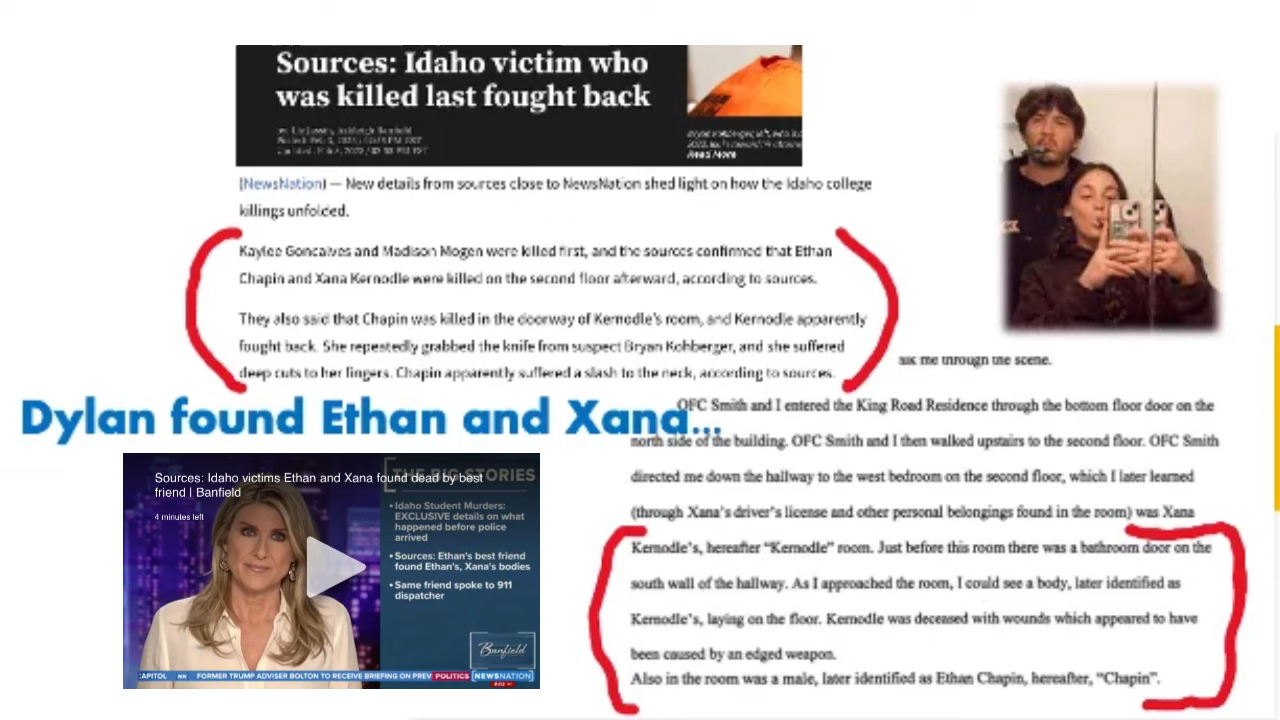 Sources: Idaho victim who
was killed last fought back
Read More
(NewsNation) — New details from sources close to NewsNation shed light on how the Idaho college
killings unfolded.
Kaylee Goncalves and Madison Mogen were killed first, and the sources confirmed that Ethan
Chapin and Xana Kernodle were killed on the second floor afterward, according to sources.
They also said that Chapin was killed in the doorway of Kernodle's room, and Kernodle apparently
fought back. She repeatedly grabbed the knife from suspect Bryan Kohberger, and she suffered
deep cuts to her fingers. Chapin apparently suffered a slash to the neck, according to sources.
Dylan found Ethan and Xana...
me through the scene.
OFC Smith and I entered the King Road Residence through the bottom floor door on the
north side of the building. OFC Smith and I then walked upstairs to the second floor. OFC Smith
directed me down the hallway to the west bedroom on the second floor, which I later learned
(through Xana's driver's license and other personal belongings found in the room) was Xana
Kernodle's, hereafter "Kernodle" room. Just before this room there was a bathroom door on the
south wall of the hallway. As I approached the room, I could see a body, later identified as
Kernodle's, laying on the floor. Kernodle was deceased with wounds which appeared to have
been caused by an edged weapon.
Also in the room was a male, later identified as Ethan Chapin, hereafter, "Chapin".
Sources: Idaho victims Ethan and Xana found dead by best
friend | Banfield
4 minutes left
THE BIG STORIES
• Idaho Student Murders:
EXCLUSIVE details on what
happened before police
arrived
• Sources: Ethan's best friend
found Ethan's, Xana's bodies
• Same friend spoke to 911
dispatcher
Banfield
CAPITOL NN FORMER TRUMP ADVISER BOLTON TO RECEIVE BRIEFING ON PREV POLITICS NEWSNATION